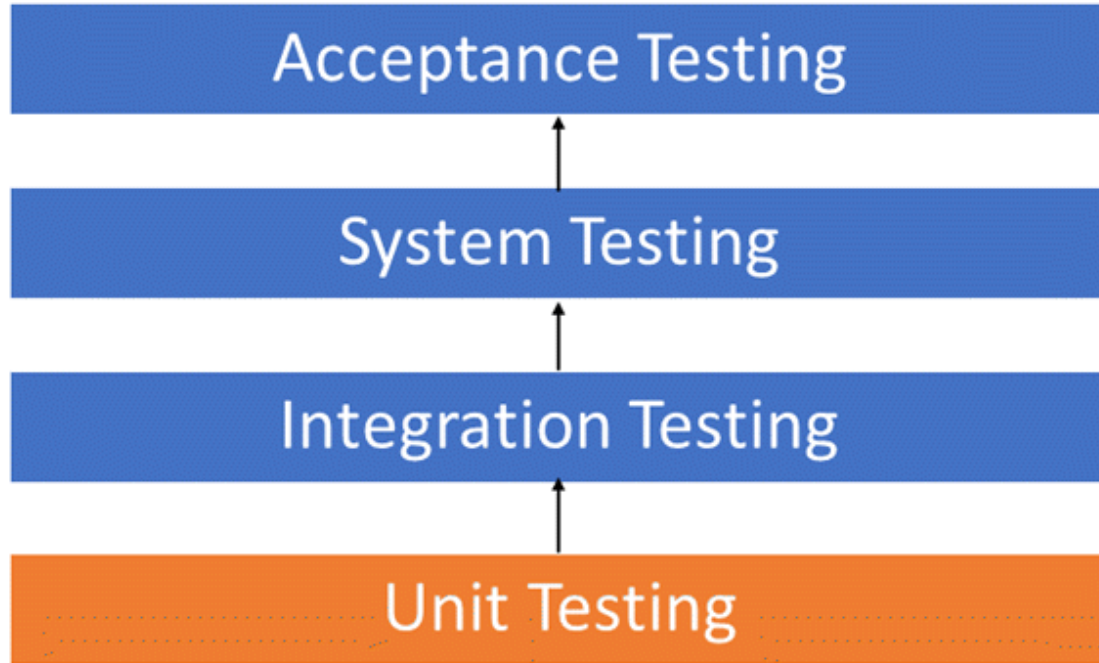 Acceptance Testing
System Testing
Integration Testing
Unit Testing